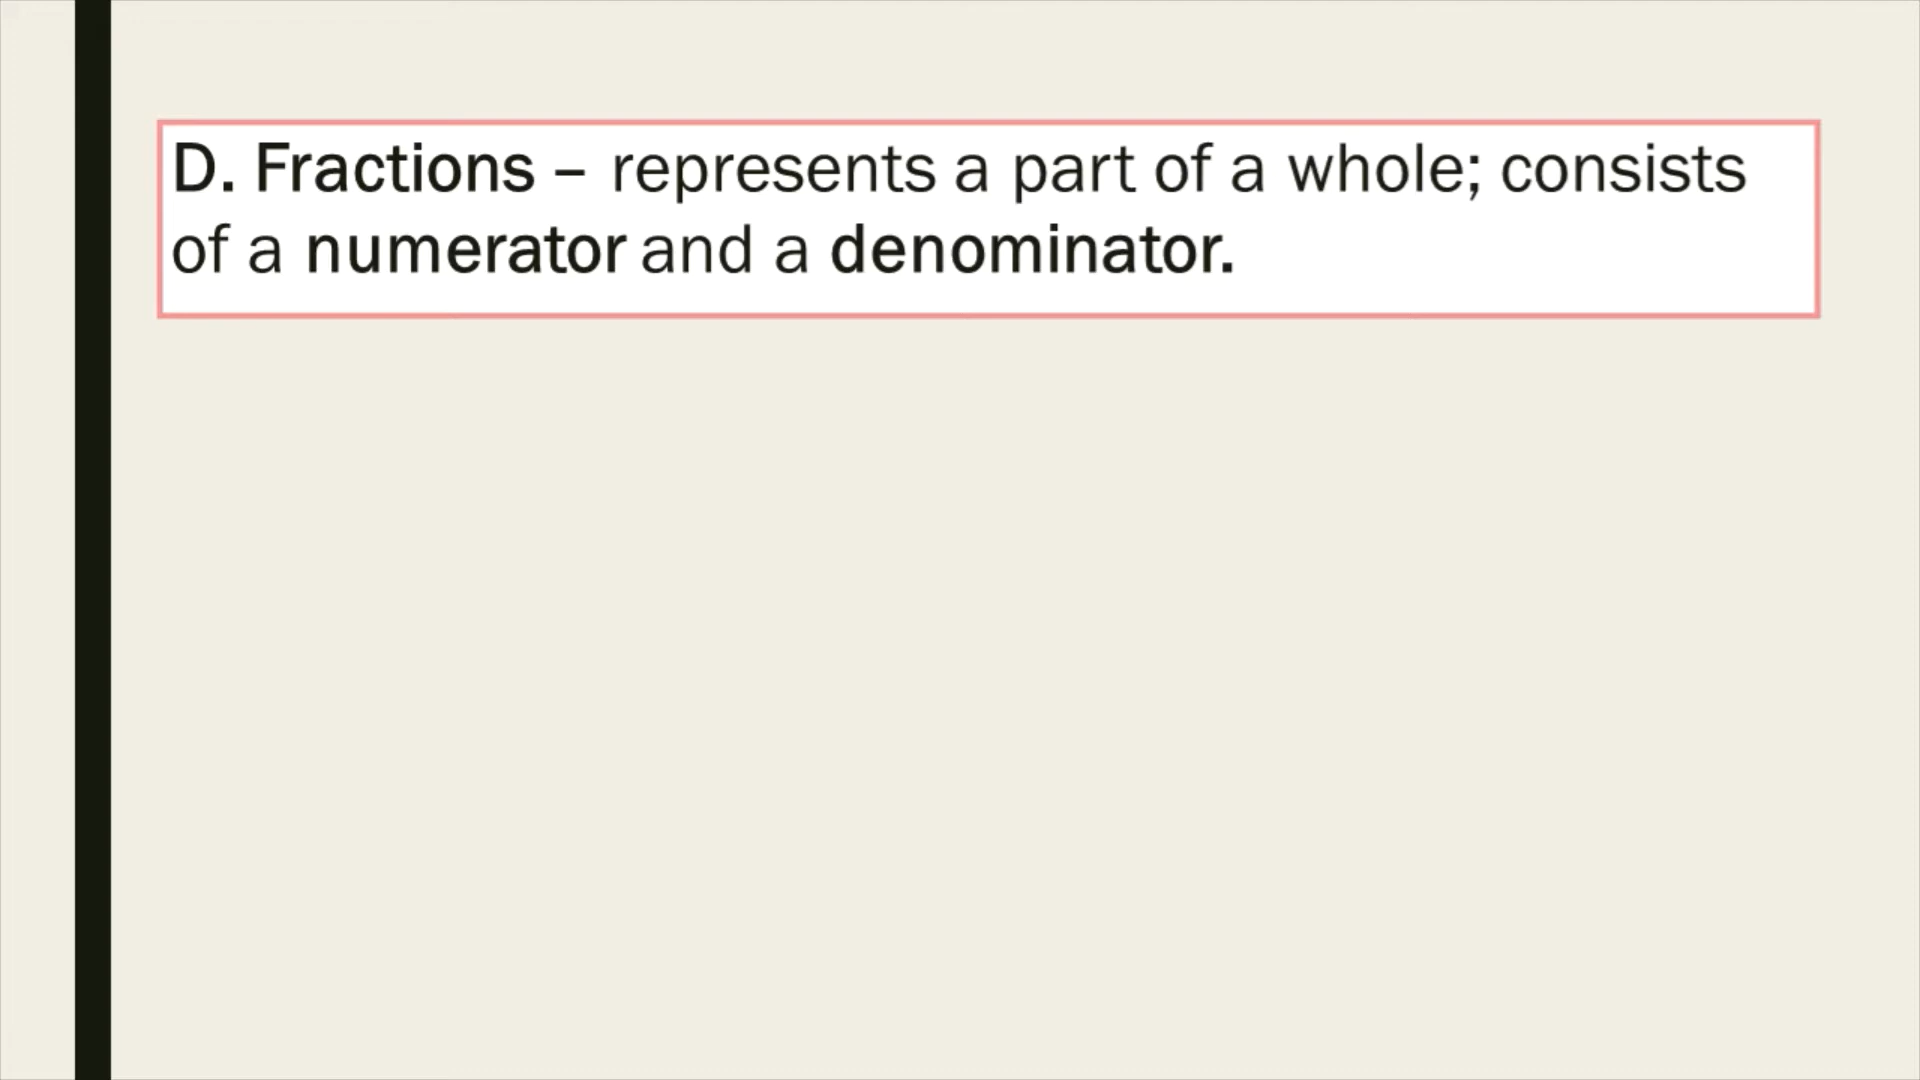 D. Fractions – represents a part of a whole; consists
of a numerator and a denominator.